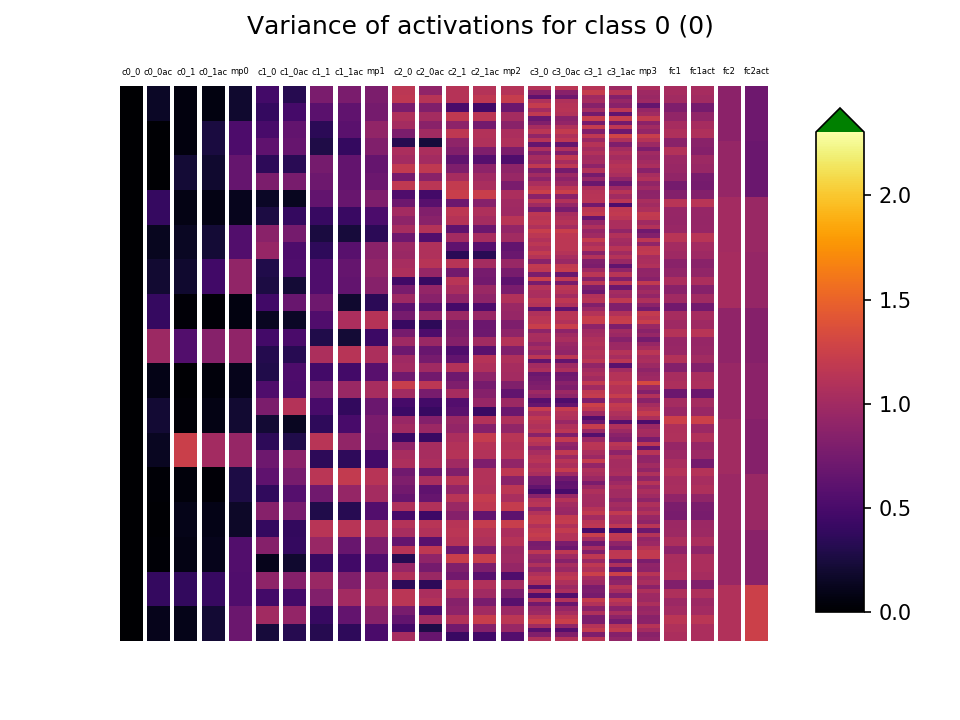 Variance of activations for class 0 (0)
c0_0 c0_0ac c0_1 c0_1ac mp0 c1_0 c1_0ac c1_1 c1_1ac mp1 c2_0 c2_0ac c2_1 c2_1ac mp2 c3_0 c3_0ac c3_1 c3_1ac mp3 fc1 fc1act fc2 fc2act
2.0
1.5
1.0
0.5
0.0